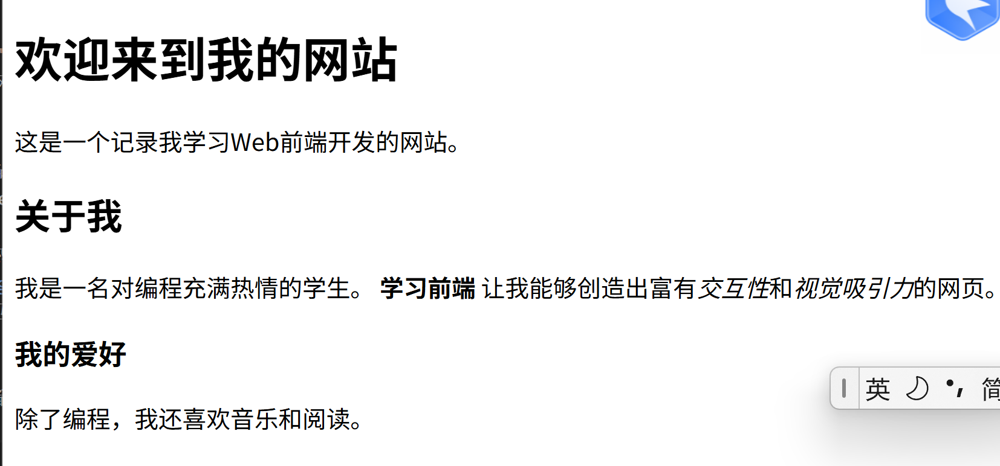 欢迎来到我的网站
这是一个记录我学习Web前端开发的网站。
关于我
我是一名对编程充满热情的学生。 学习前端 让我能够创造出富有交互性和视觉吸引力的网页。
我的爱好
英 简
除了编程，我还喜欢音乐和阅读。